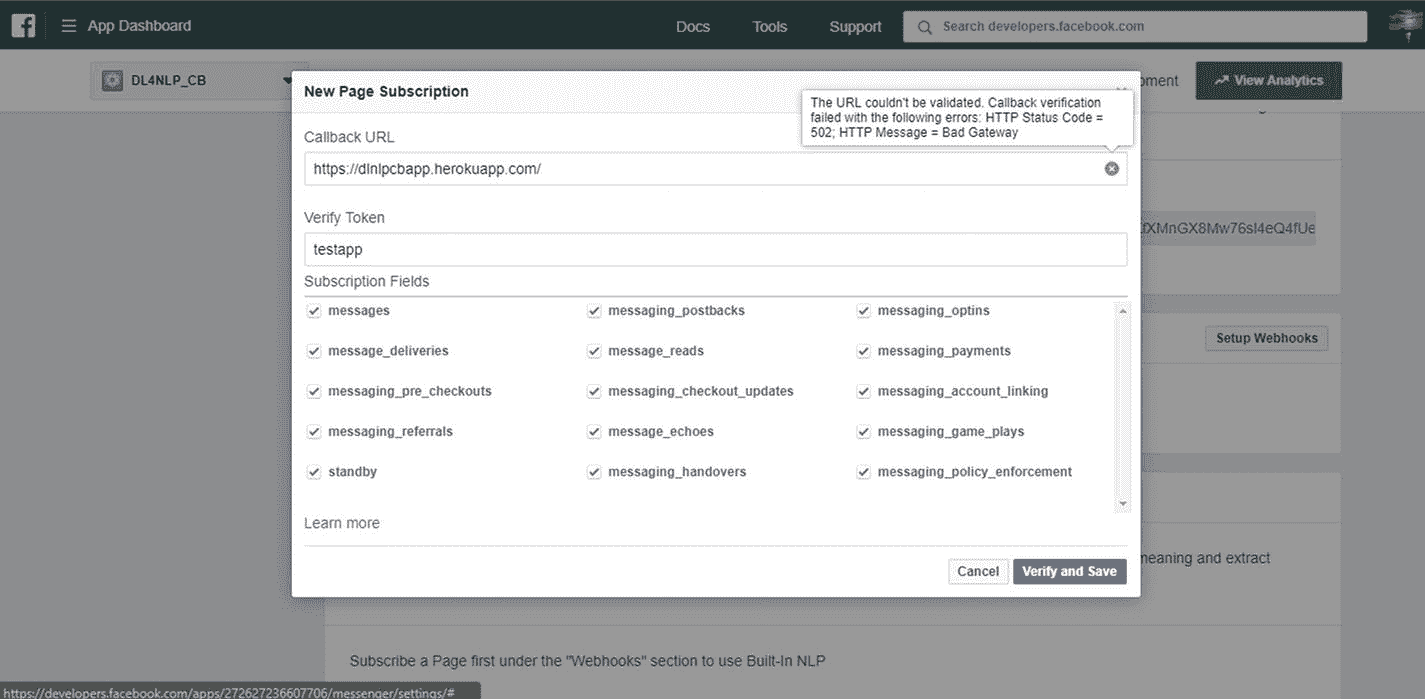 App Dashboard
Docs
Tools
Support
Search developers.facebook.com
DL4NLP_CB
View Analytics
New Page Subscription
The URL couldn't be validated. Callback verification
failed with the following errors: HTTP Status Code =
502; HTTP Message = Bad Gateway
Callback URL
https://dlnlpcbapp.herokuapp.com/
Verify Token
testapp
Subscription Fields
messages
messaging_postbacks
messaging_optins
message_deliveries
message_reads
messaging_payments
messaging_pre_checkouts
messaging_checkout_updates
messaging_account_linking
messaging_referrals
message_echoes
messaging_game_plays
standby
messaging_handovers
messaging_policy_enforcement
Setup Webhooks
Learn more
Cancel
Verify and Save
meaning and extract
Subscribe a Page first under the "Webhooks" section to use Built-In NLP
https://developers.facebook.com/apps/272627236607706/messenger/settings/#